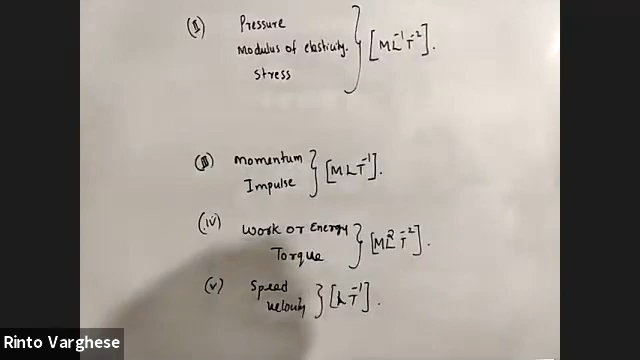 (II) Pressure
Modulus of elasticity.
Stress
[ML⁻¹T⁻²].
(III) Momentum
Impulse
[MLT⁻¹].
(iv) Work or Energy
Torque
[ML²T⁻²].
(v) Speed
Velocity
[LT⁻¹].
Rinto Varghese